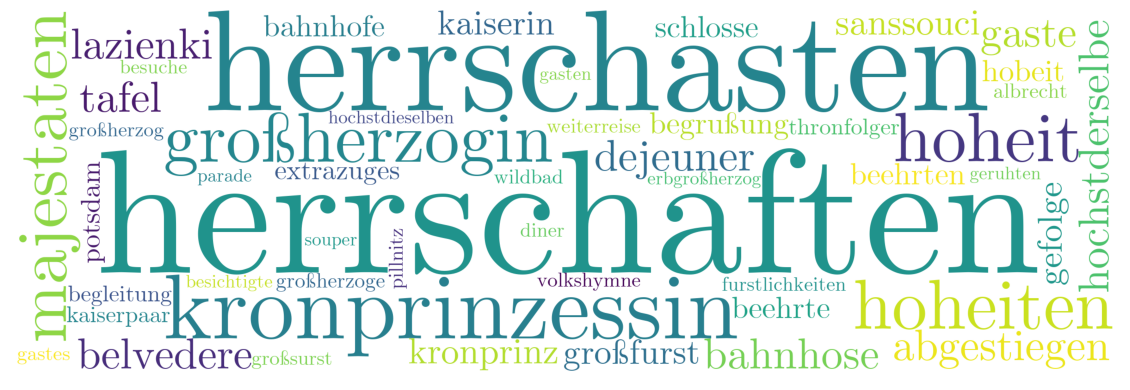 majestaten
lazienki
besuche
tafel
großherzog
bahnhofe
kaiserin
schlosse
sanssouci
gaste
herrschasten
gasten
hobeit
albrecht
hochstderselbe
hochstdieselben
großherzogin
weiterreise
begrußung
thronfolger
hoheit
potsdam
parade
extrazuges
dejeuner
wildbad
erbgroßherzog
beehrten
geruhten
herrschaften
souper
pillnitz
diner
gefolge
besichtigte
großherzoge
volkshymne
furstlichkeiten
begleitung
kaiserpaar
kronprinzessin
beehrte
hoheiten
gastes
belvedere
großsurst
kronprinz
großfurst
bahnhose
abgestiegen